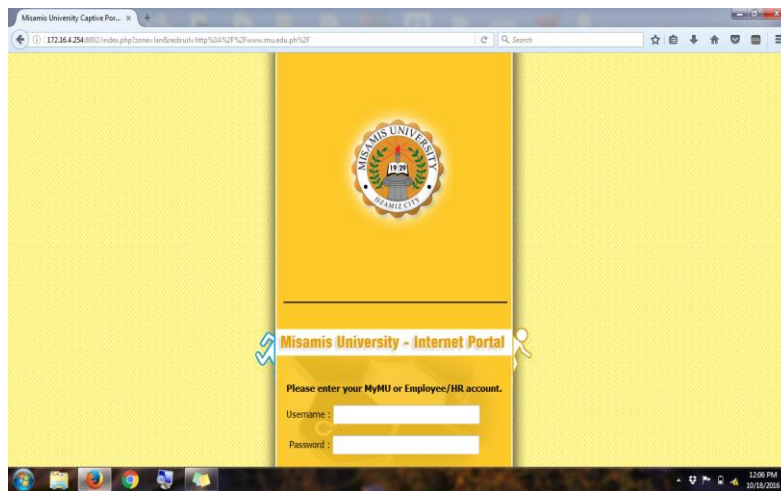 Misamis University Captive Por...
172.16.4.254:8002/index.php?zone=lan&redirurl=http%3A%2F%2Fwww.mu.edu.ph%2F
Search
MISAMIS UNIVERSITY
19 29
OZAMIZ CITY
Misamis University - Internet Portal
Please enter your MyMU or Employee/HR account.
Username :
Password :
12:06 PM
10/18/2016